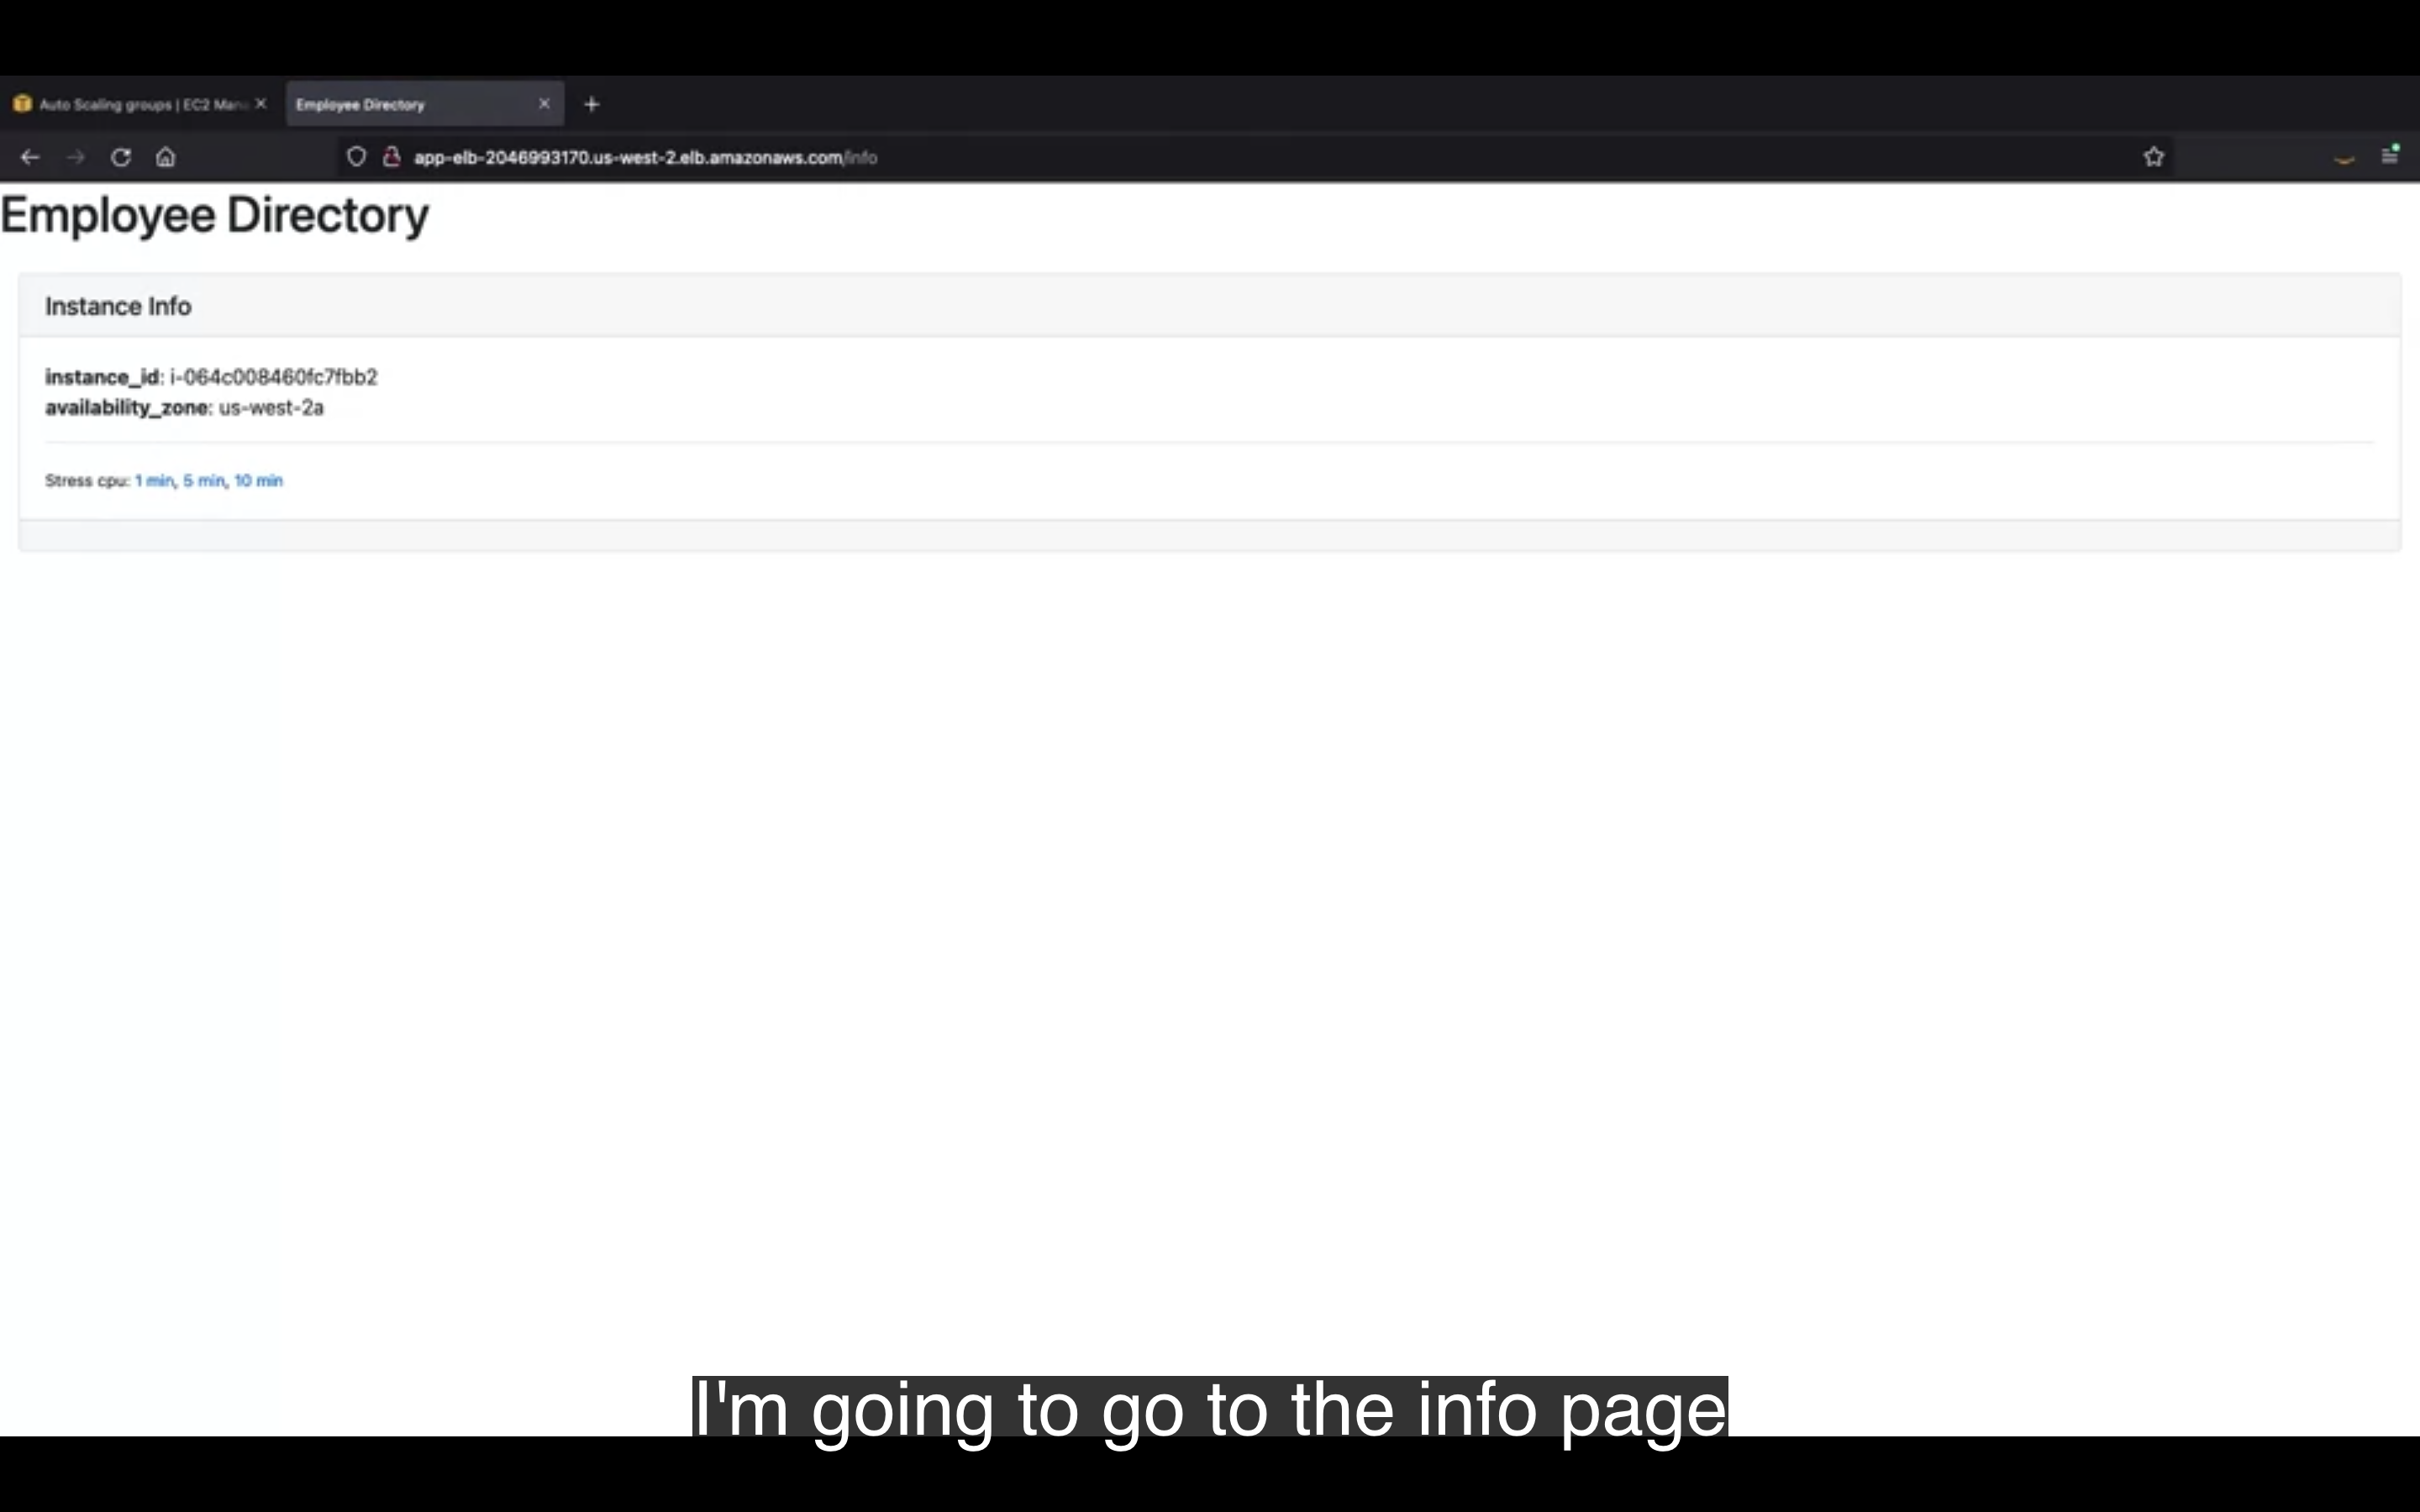 Auto Scaling groups | EC2 Mana
Employee Directory
app-elb-2046993170.us-west-2.elb.amazonaws.com/info
Employee Directory
Instance Info
instance_id: i-064c008460fc7fbb2
availability_zone: us-west-2a
Stress cpu: 1 min, 5 min, 10 min
I'm going to go to the info page